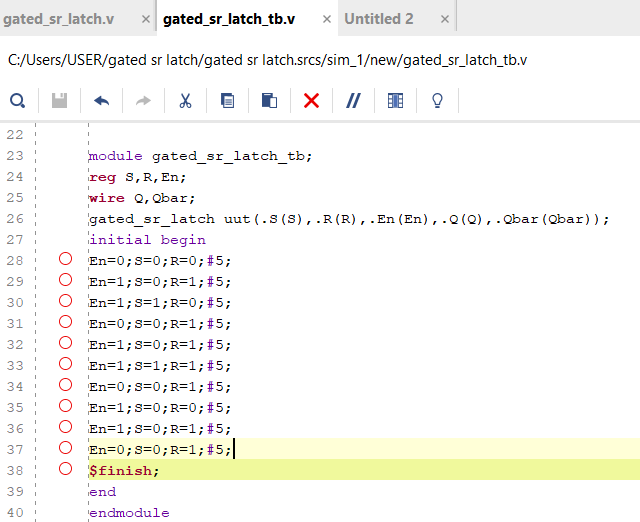 gated_sr_latch.v × gated_sr_latch_tb.v × Untitled 2 ×
C:/Users/USER/gated sr latch/gated sr latch.srcs/sim_1/new/gated_sr_latch_tb.v
22
23 module gated_sr_latch_tb;
24 reg S,R,En;
25 wire Q,Qbar;
26 gated_sr_latch uut(.S(S),.R(R),.En(En),.Q(Q),.Qbar(Qbar));
27 initial begin
28 En=0;S=0;R=0;#5;
29 En=1;S=0;R=1;#5;
30 En=1;S=1;R=0;#5;
31 En=0;S=0;R=1;#5;
32 En=1;S=0;R=1;#5;
33 En=1;S=1;R=1;#5;
34 En=0;S=0;R=1;#5;
35 En=1;S=0;R=0;#5;
36 En=1;S=0;R=1;#5;
37 En=0;S=0;R=1;#5;
38 $finish;
39 end
40 endmodule